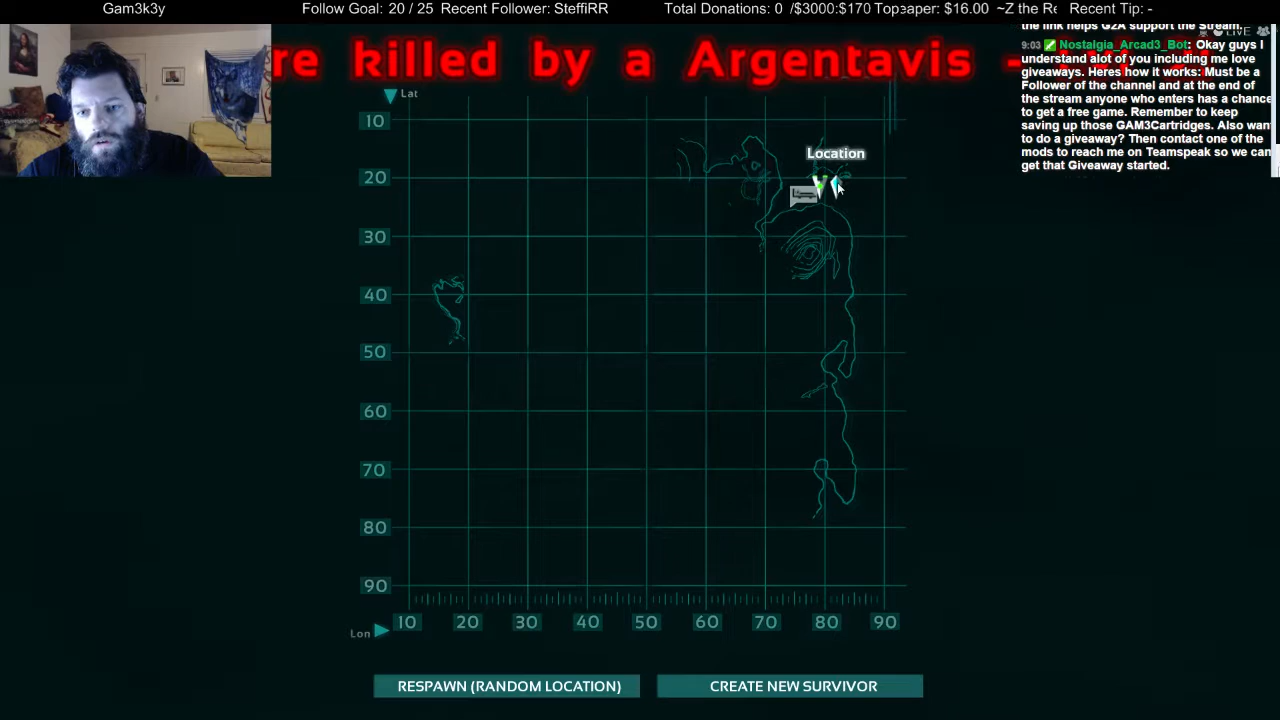 Gam3k3y
Follow Goal: 20 / 25 Recent Follower: SteffiRR
Total Donations: 0 /$3000:$170
$16.00 ~Z the Re
Recent Tip: -
re killed by a Argentavis -
the link helps G2A support the Stream.
LIVE
9:03 Nostalgia_Arcad3_Bot: Okay guys I
understand alot of you including me love
giveaways. Heres how it works: Must be a
Follower of the channel and at the end of
the stream anyone who enters has a chance
to get a free game. Remember to keep
saving up those GAM3Cartridges. Also want
to do a giveaway? Then contact one of the
mods to reach me on Teamspeak so we can
get that Giveaway started.
Lat
10
20
30
40
50
60
70
80
90
Location
Lon
10 20 30 40 50 60 70 80 90
RESPAWN (RANDOM LOCATION)
CREATE NEW SURVIVOR